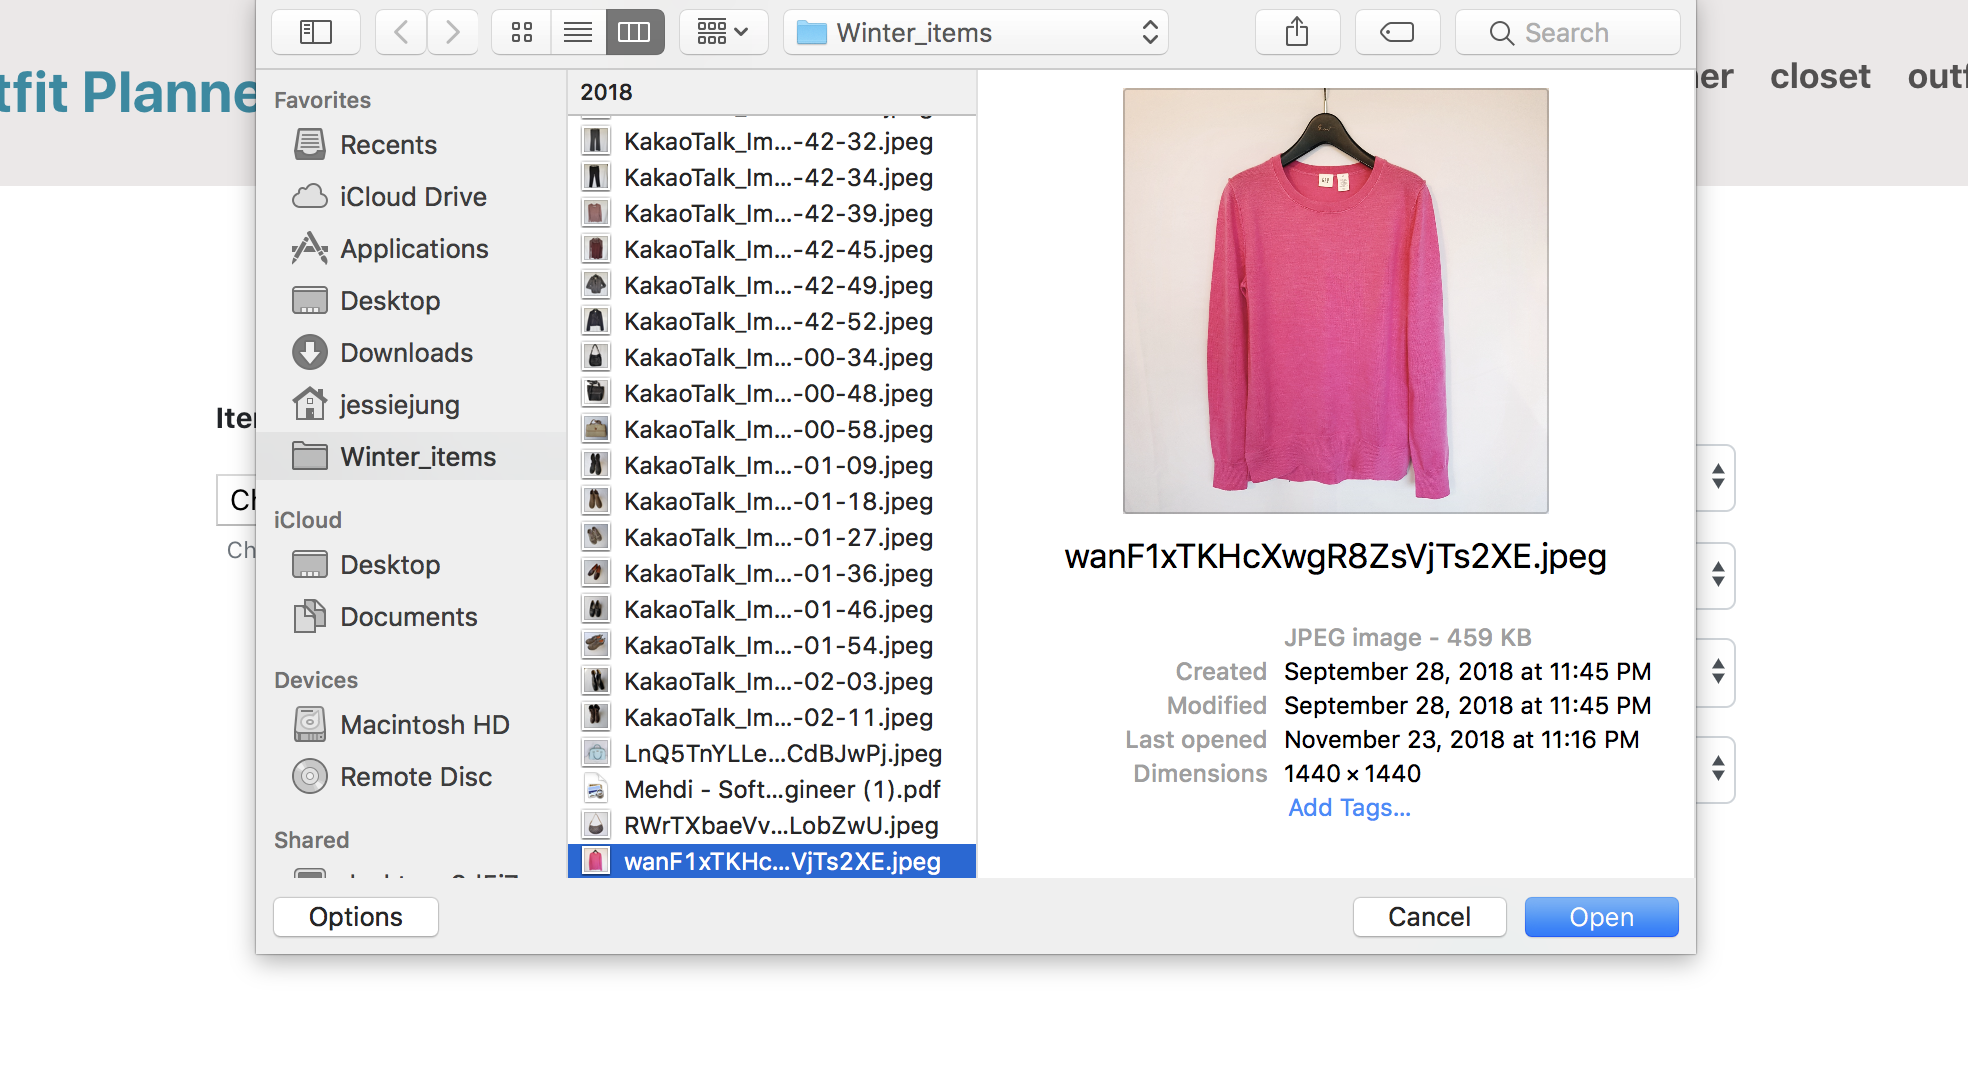 Winter_items
Search
tfit Planne
er closet outf
Favorites
Recents
iCloud Drive
Applications
Desktop
Downloads
jessiejung
Winter_items
iCloud
Desktop
Documents
Devices
Macintosh HD
Remote Disc
Shared
2018
KakaoTalk_Im...-42-32.jpeg
KakaoTalk_Im...-42-34.jpeg
KakaoTalk_Im...-42-39.jpeg
KakaoTalk_Im...-42-45.jpeg
KakaoTalk_Im...-42-49.jpeg
KakaoTalk_Im...-42-52.jpeg
KakaoTalk_Im...-00-34.jpeg
KakaoTalk_Im...-00-48.jpeg
KakaoTalk_Im...-00-58.jpeg
KakaoTalk_Im...-01-09.jpeg
KakaoTalk_Im...-01-18.jpeg
KakaoTalk_Im...-01-27.jpeg
KakaoTalk_Im...-01-36.jpeg
KakaoTalk_Im...-01-46.jpeg
KakaoTalk_Im...-01-54.jpeg
KakaoTalk_Im...-02-03.jpeg
KakaoTalk_Im...-02-11.jpeg
LnQ5TnYLLe...CdBJwPj.jpeg
Mehdi - Soft...gineer (1).pdf
RWrTXbaeVv...LobZwU.jpeg
wanF1xTKHc...VjTs2XE.jpeg
wanF1xTKHcXwgR8ZsVjTs2XE.jpeg
JPEG image - 459 KB
Created September 28, 2018 at 11:45 PM
Modified September 28, 2018 at 11:45 PM
Last opened November 23, 2018 at 11:16 PM
Dimensions 1440 × 1440
Add Tags...
Iter
Ch
Ch
Options
Cancel
Open